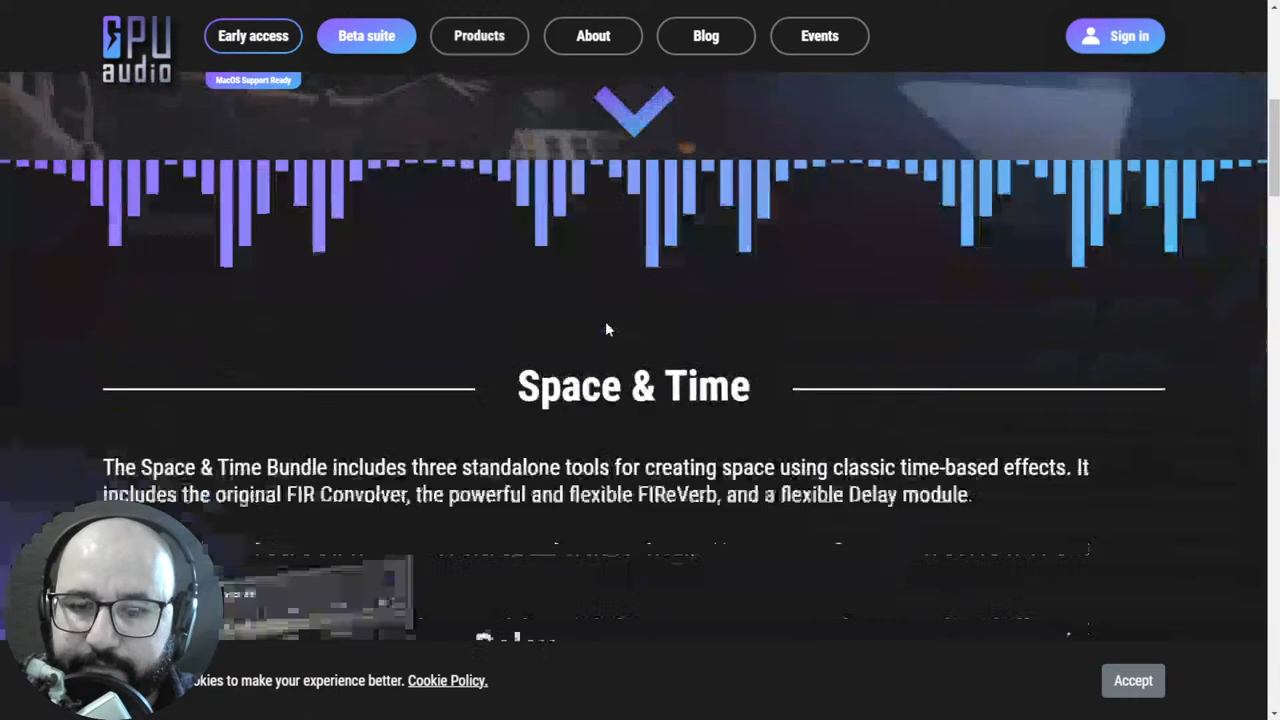 GPU audio
Early access
Beta suite
Products
About
Blog
Events
Sign in
MacOS Support Ready
Space & Time
The Space & Time Bundle includes three standalone tools for creating space using classic time-based effects. It
includes the original FIR Convolver, the powerful and flexible FIReVerb, and a flexible Delay module.
to make your experience better. Cookie Policy.
Accept